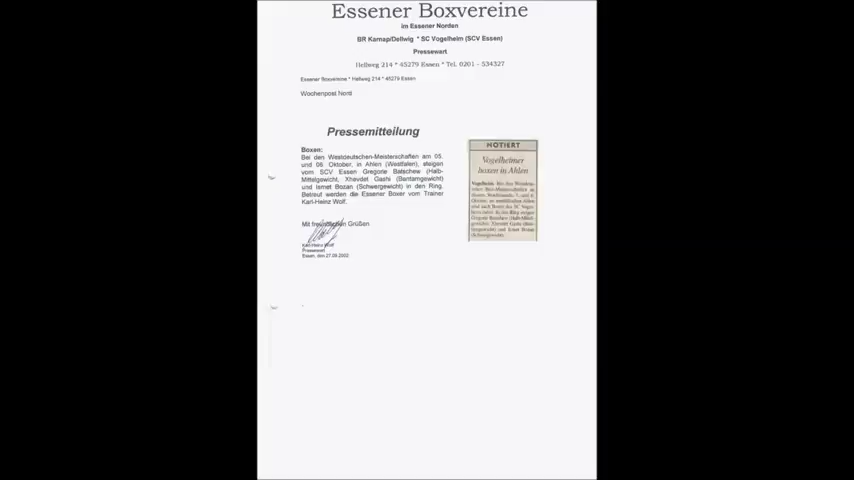 Essener Boxvereine
im Essener Norden
BR Karnap/Dellwig * SC Vogelheim (SCV Essen)
Pressewart
Hellweg 214 * 45279 Essen * Tel. 0201 - 534327
Essener Boxvereine * Hellweg 214 * 45279 Essen
Wochenpost Nord
Pressemitteilung
Boxen:
Bei den Westdeutschen-Meisterschaften am 05.
und 06. Oktober, in Ahlen (Westfalen), steigen
vom SCV Essen Gregorie Batschew (Halb-
Mittelgewicht, Xhavdet Gashi (Bantamgewicht)
und Ismet Bozan (Schwergewicht) in den Ring.
Betreut werden die Essener Boxer vom Trainer
Karl-Heinz Wolf.
Mit freundlichen Grüßen
Karl-Heinz Wolf
Pressewart
Essen, den 27.09.2002
NOTIERT
Vogelheimer
boxen in Ahlen
Vogelheim.